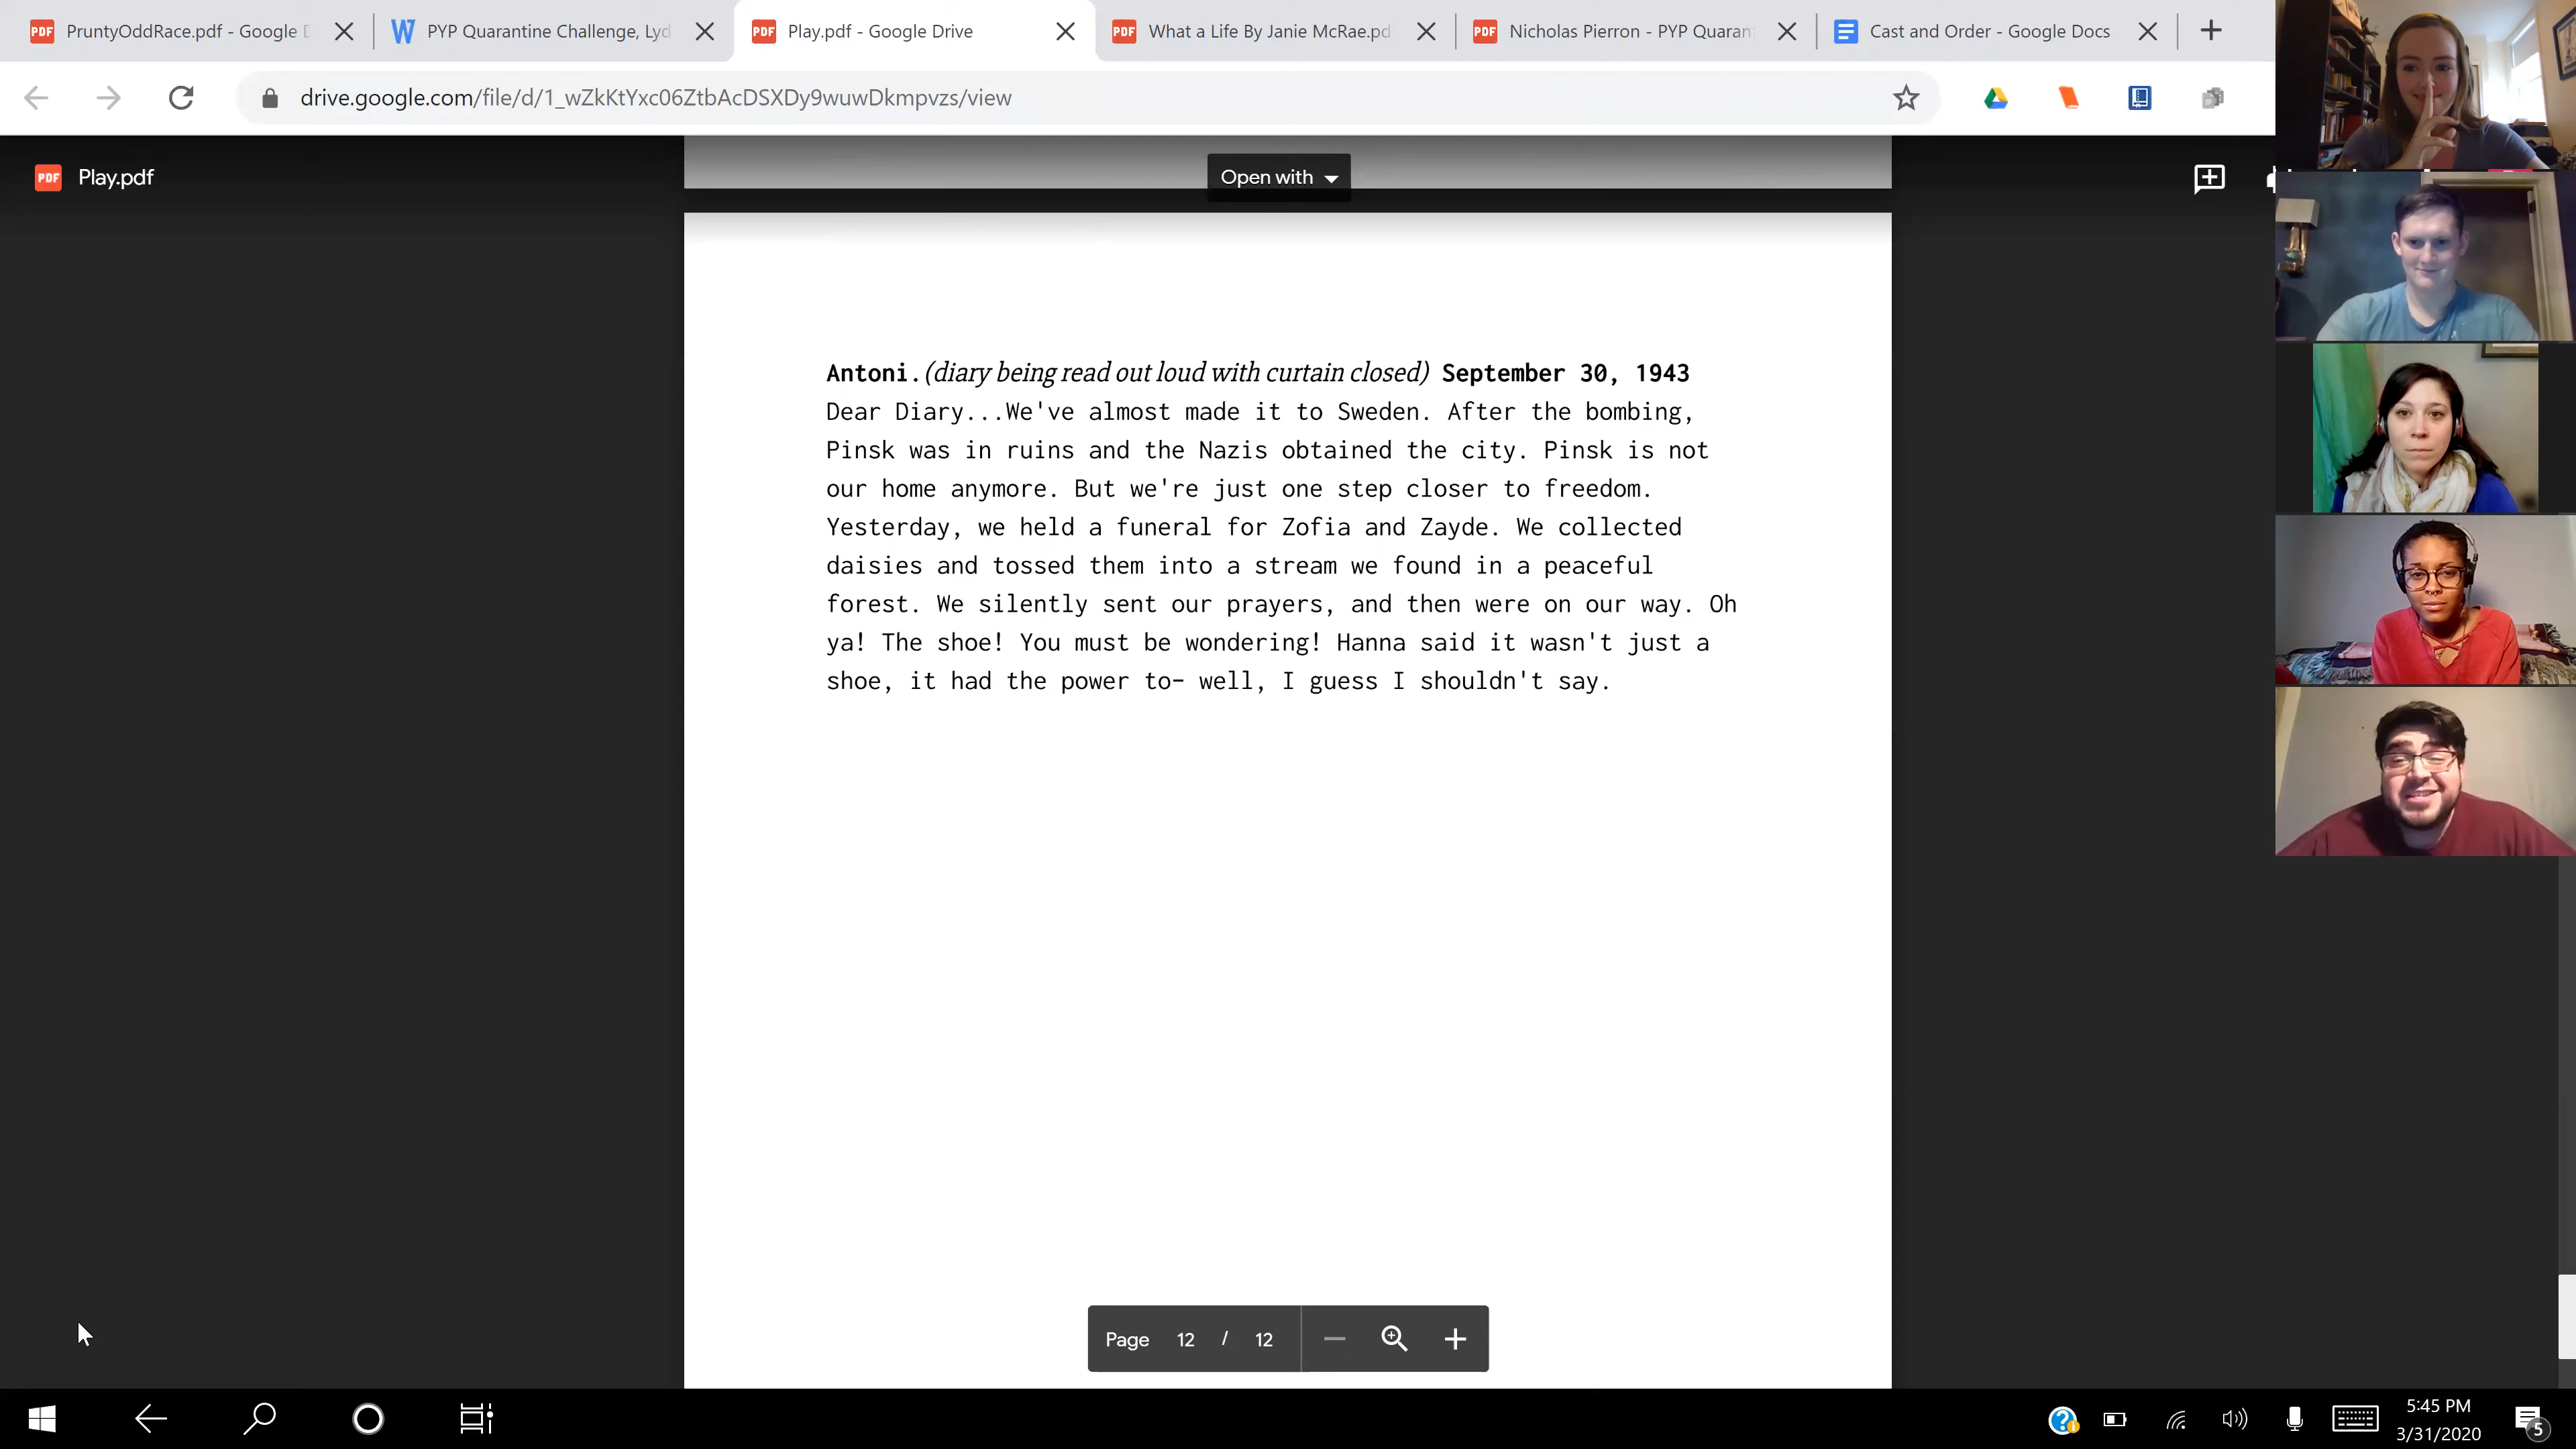 PDF PruntyOddRace.pdf - Google D
PYP Quarantine Challenge, Lyd
PDF Play.pdf - Google Drive
PDF What a Life By Janie McRae.pd
PDF Nicholas Pierron - PYP Quaran
Cast and Order - Google Docs
drive.google.com/file/d/1_wZkKtYxc06ZtbAcDSXDy9wuwDkmpvzs/view
PDF Play.pdf
Open with
Antoni.(diary being read out loud with curtain closed) September 30, 1943
Dear Diary...We've almost made it to Sweden. After the bombing,
Pinsk was in ruins and the Nazis obtained the city. Pinsk is not
our home anymore. But we're just one step closer to freedom.
Yesterday, we held a funeral for Zofia and Zayde. We collected
daisies and tossed them into a stream we found in a peaceful
forest. We silently sent our prayers, and then were on our way. Oh
ya! The shoe! You must be wondering! Hanna said it wasn't just a
shoe, it had the power to- well, I guess I shouldn't say.
Page 12 / 12
5:45 PM
3/31/2020
5